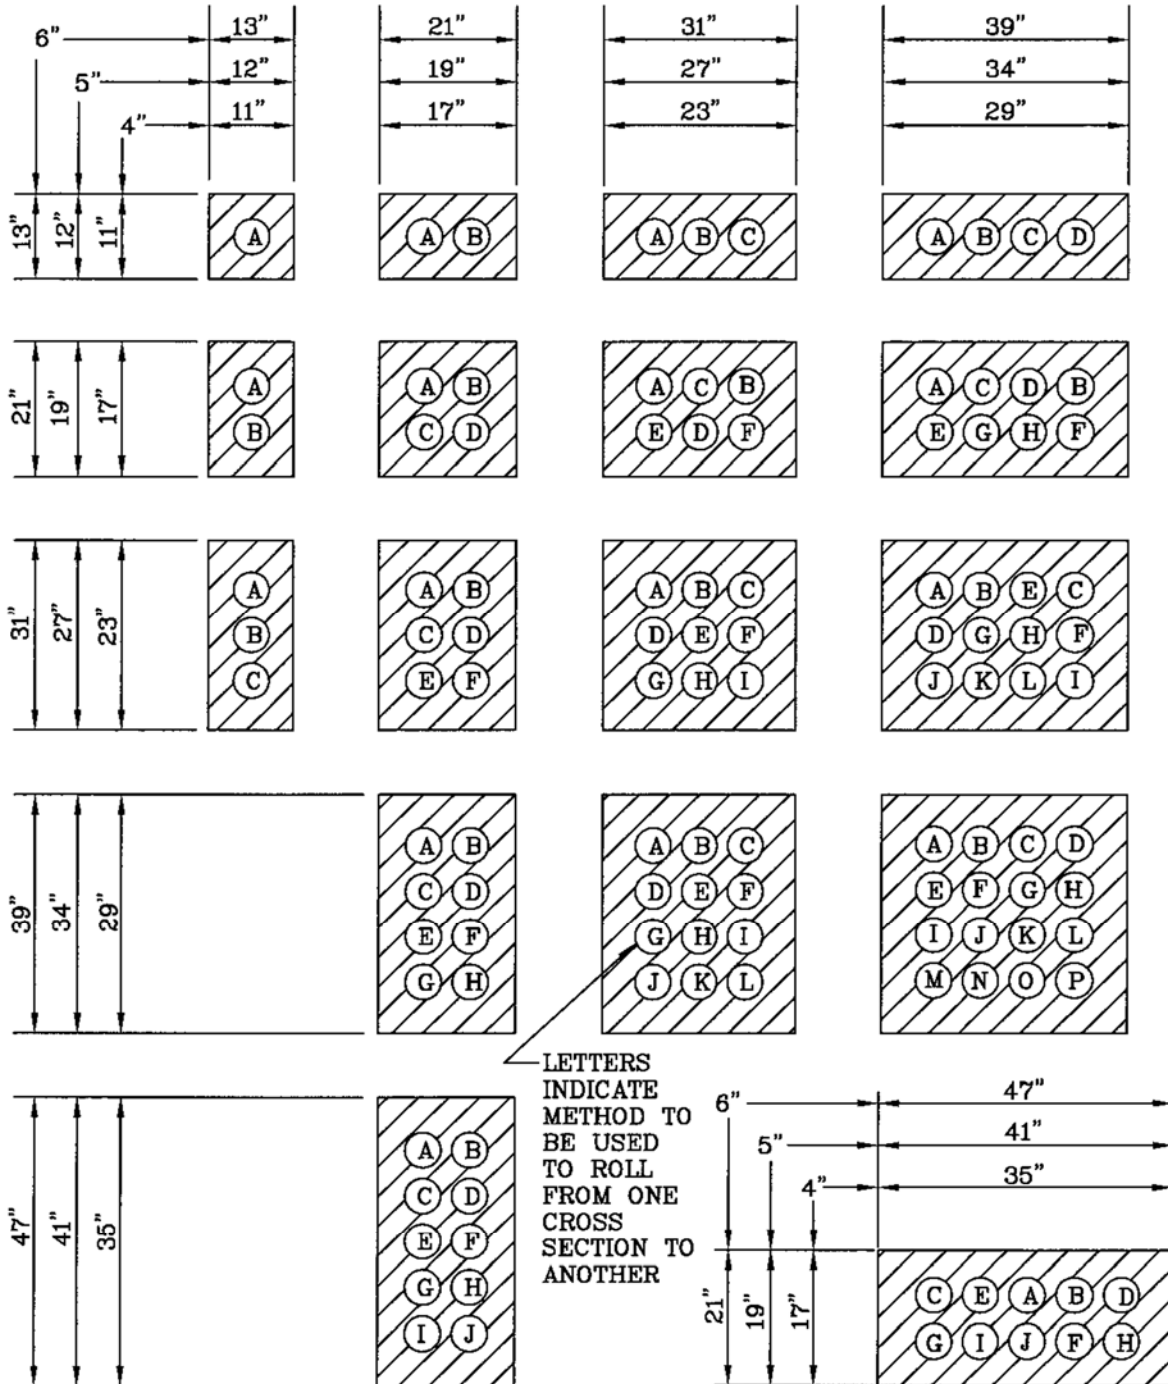 6" 13" 21" 31" 39"
5" 12" 19" 27" 34"
4" 11" 17" 23" 29"
13" 12" 11"
A A B A B C A B C D
21" 19" 17"
A A B A C B A C D B
B C D E D F E G H F
31" 27" 23"
A A B A B C A B E C
B C D D E F D G H F
C E F G H I J K L I
39" 34" 29"
A B A B C A B C D
C D D E F E F G H
E F G H I I J K L
G H J K L M N O P
LETTERS
INDICATE
METHOD TO
BE USED
TO ROLL
FROM ONE
CROSS
SECTION TO
ANOTHER
47" 41" 35"
A B
C D
E F
G H
I J
6" 47"
5" 41"
4" 35"
21" 19" 17"
C E A B D
G I J F H